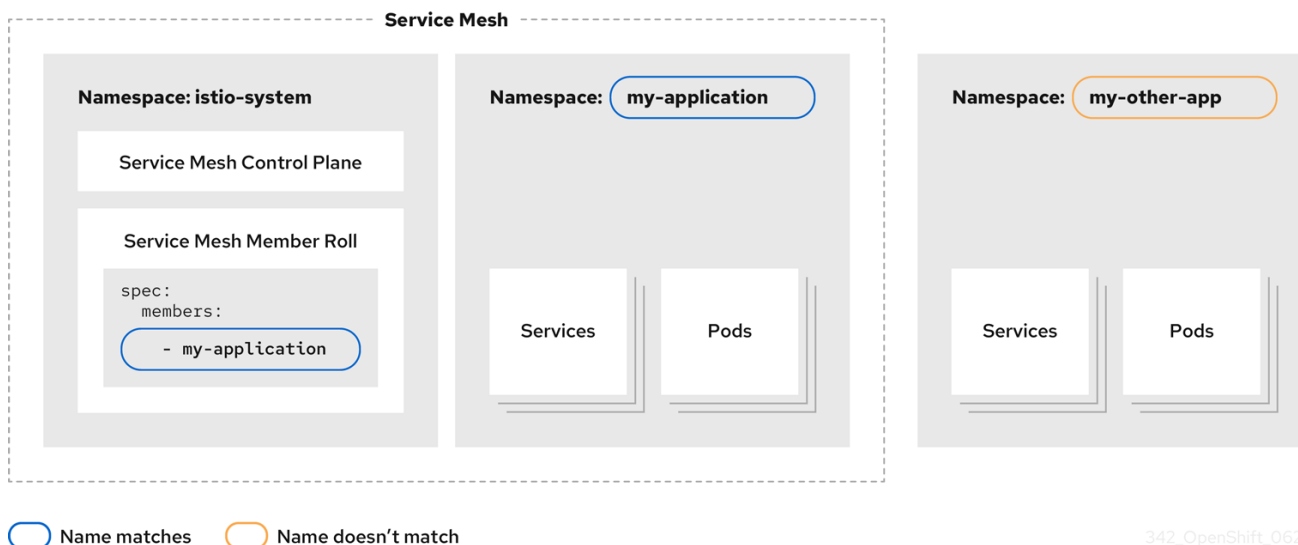 Service Mesh
Namespace: istio-system
Service Mesh Control Plane
Service Mesh Member Roll
spec:
  members:
    - my-application
Namespace: my-application
Services
Pods
Namespace: my-other-app
Services
Pods
Name matches
Name doesn’t match
342_OpenShift_062